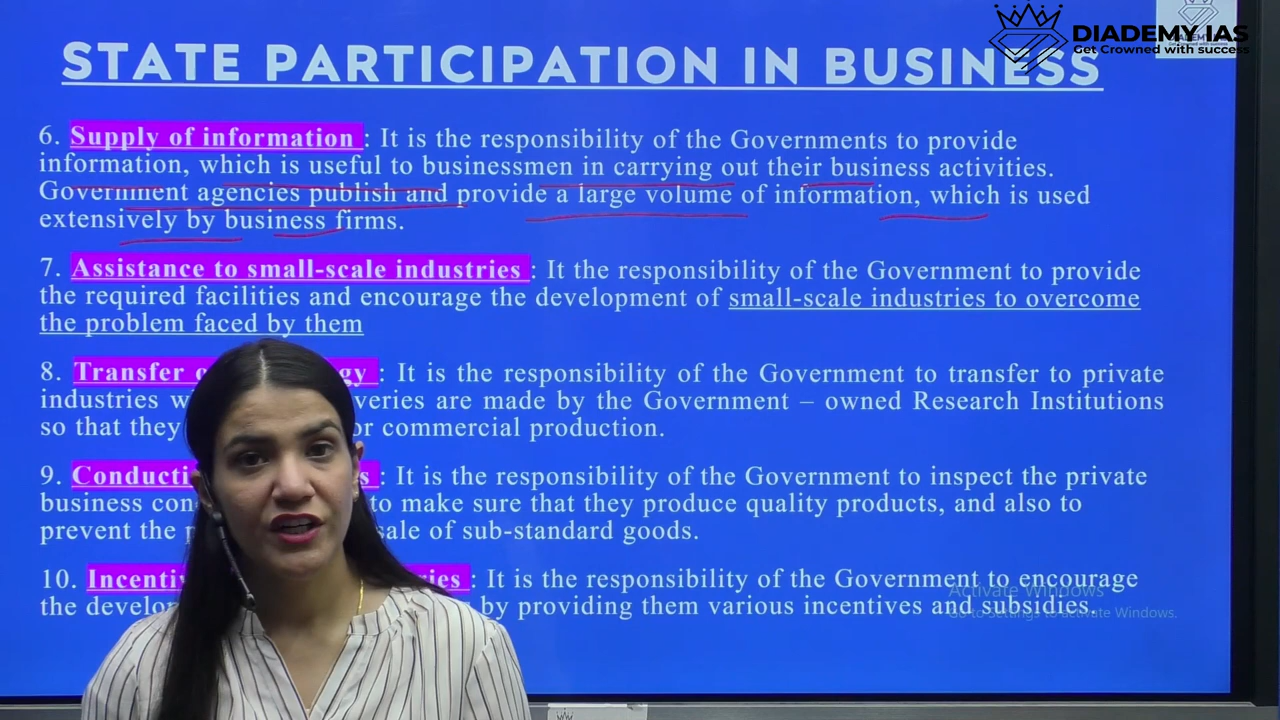 DIADEMY IAS
Get Crowned with success
STATE PARTICIPATION IN BUSINESS
6. Supply of information : It is the responsibility of the Governments to provide
information, which is useful to businessmen in carrying out their business activities.
Government agencies publish and provide a large volume of information, which is used
extensively by business firms.
7. Assistance to small-scale industries : It the responsibility of the Government to provide
the required facilities and encourage the development of small-scale industries to overcome
the problem faced by them
8. Transfer : It is the responsibility of the Government to transfer to private
industries are made by the Government – owned Research Institutions
so that they commercial production.
9. : It is the responsibility of the Government to inspect the private
business to make sure that they produce quality products, and also to
prevent the sale of sub-standard goods.
10. : It is the responsibility of the Government to encourage
the by providing them various incentives and subsidies.
Activate Windows
Go to Settings to activate Windows.